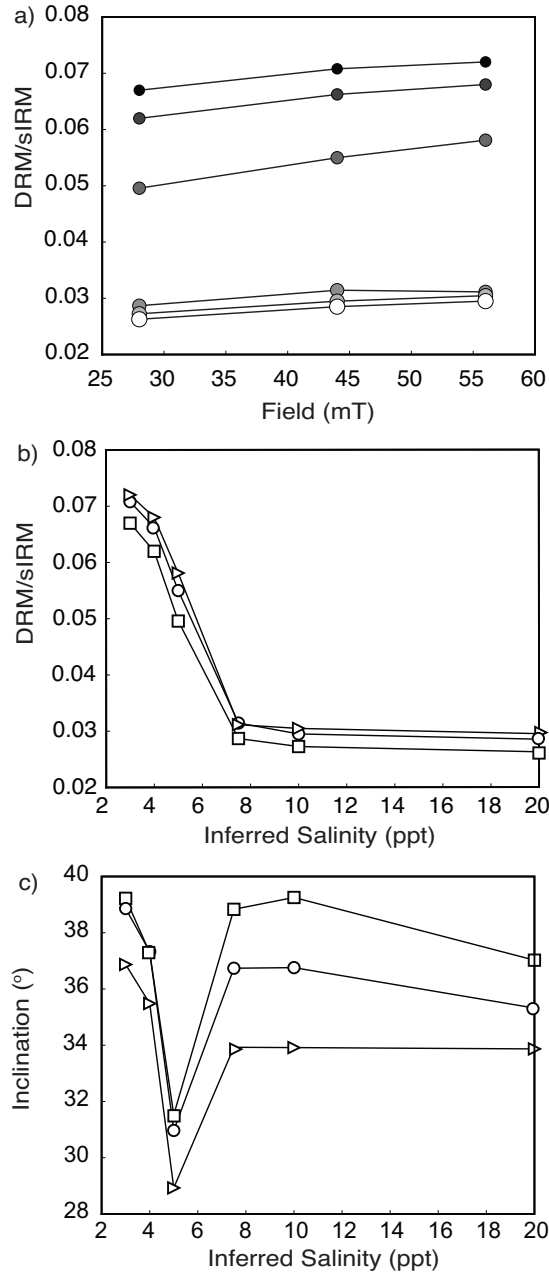 a)
0.08
0.07
0.06
0.05
0.04
0.03
0.02
DRM/sIRM
25 30 35 40 45 50 55 60
Field (mT)
b)
0.08
0.07
0.06
0.05
0.04
0.03
0.02
DRM/sIRM
2 4 6 8 10 12 14 16 18 20
Inferred Salinity (ppt)
c)
40
38
36
34
32
31
30
29
28
Inclination (º)
2 4 6 8 10 12 14 16 18 20
Inferred Salinity (ppt)